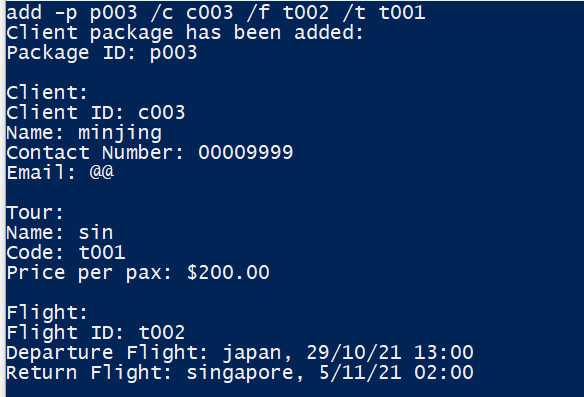 add -p p003 /c c003 /f t002 /t t001
Client package has been added:
Package ID: p003
Client:
Client ID: c003
Name: minjing
Contact Number: 00009999
Email: @@
Tour:
Name: sin
Code: t001
Price per pax: $200.00
Flight:
Flight ID: t002
Departure Flight: japan, 29/10/21 13:00
Return Flight: singapore, 5/11/21 02:00